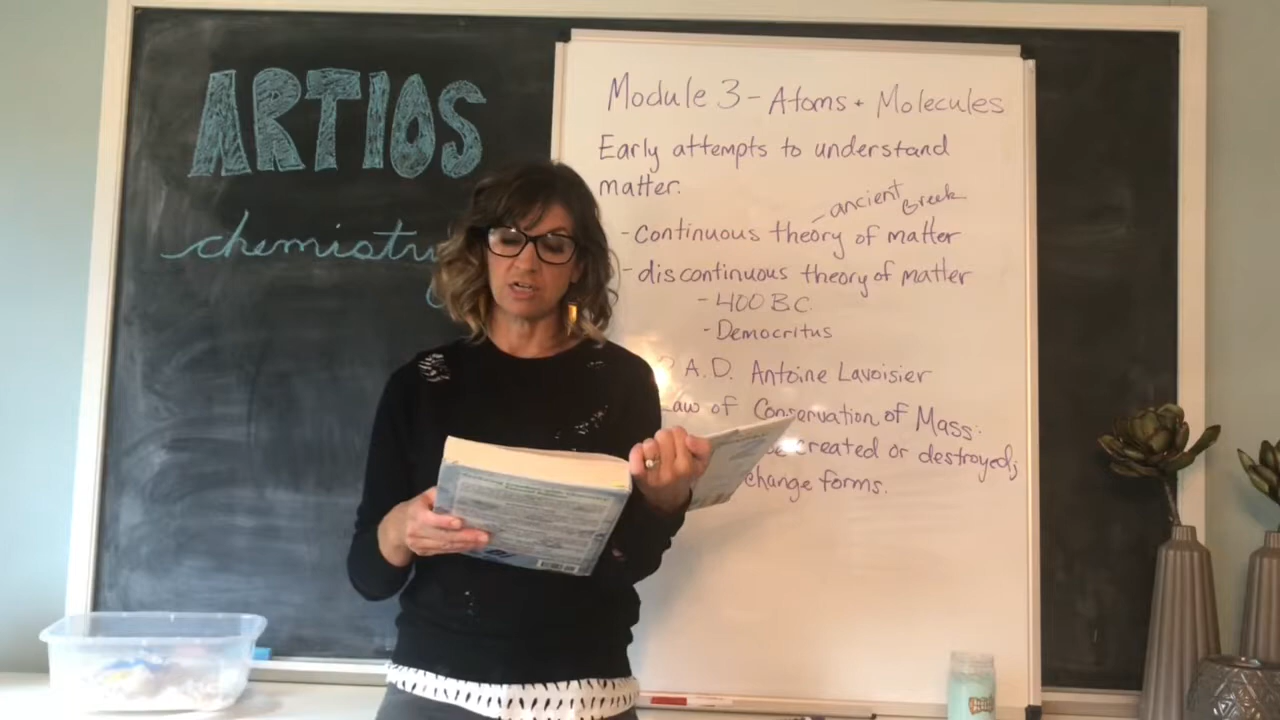 ARTIOS
chemistry
Module 3 - Atoms + Molecules
Early attempts to understand
matter:
- ancient Greek
- Continuous theory of matter
- discontinuous theory of matter
- 400 B.C.
- Democritus
A.D. Antoine Lavoisier
Law of Conservation of Mass:
be created or destroyed;
change forms.